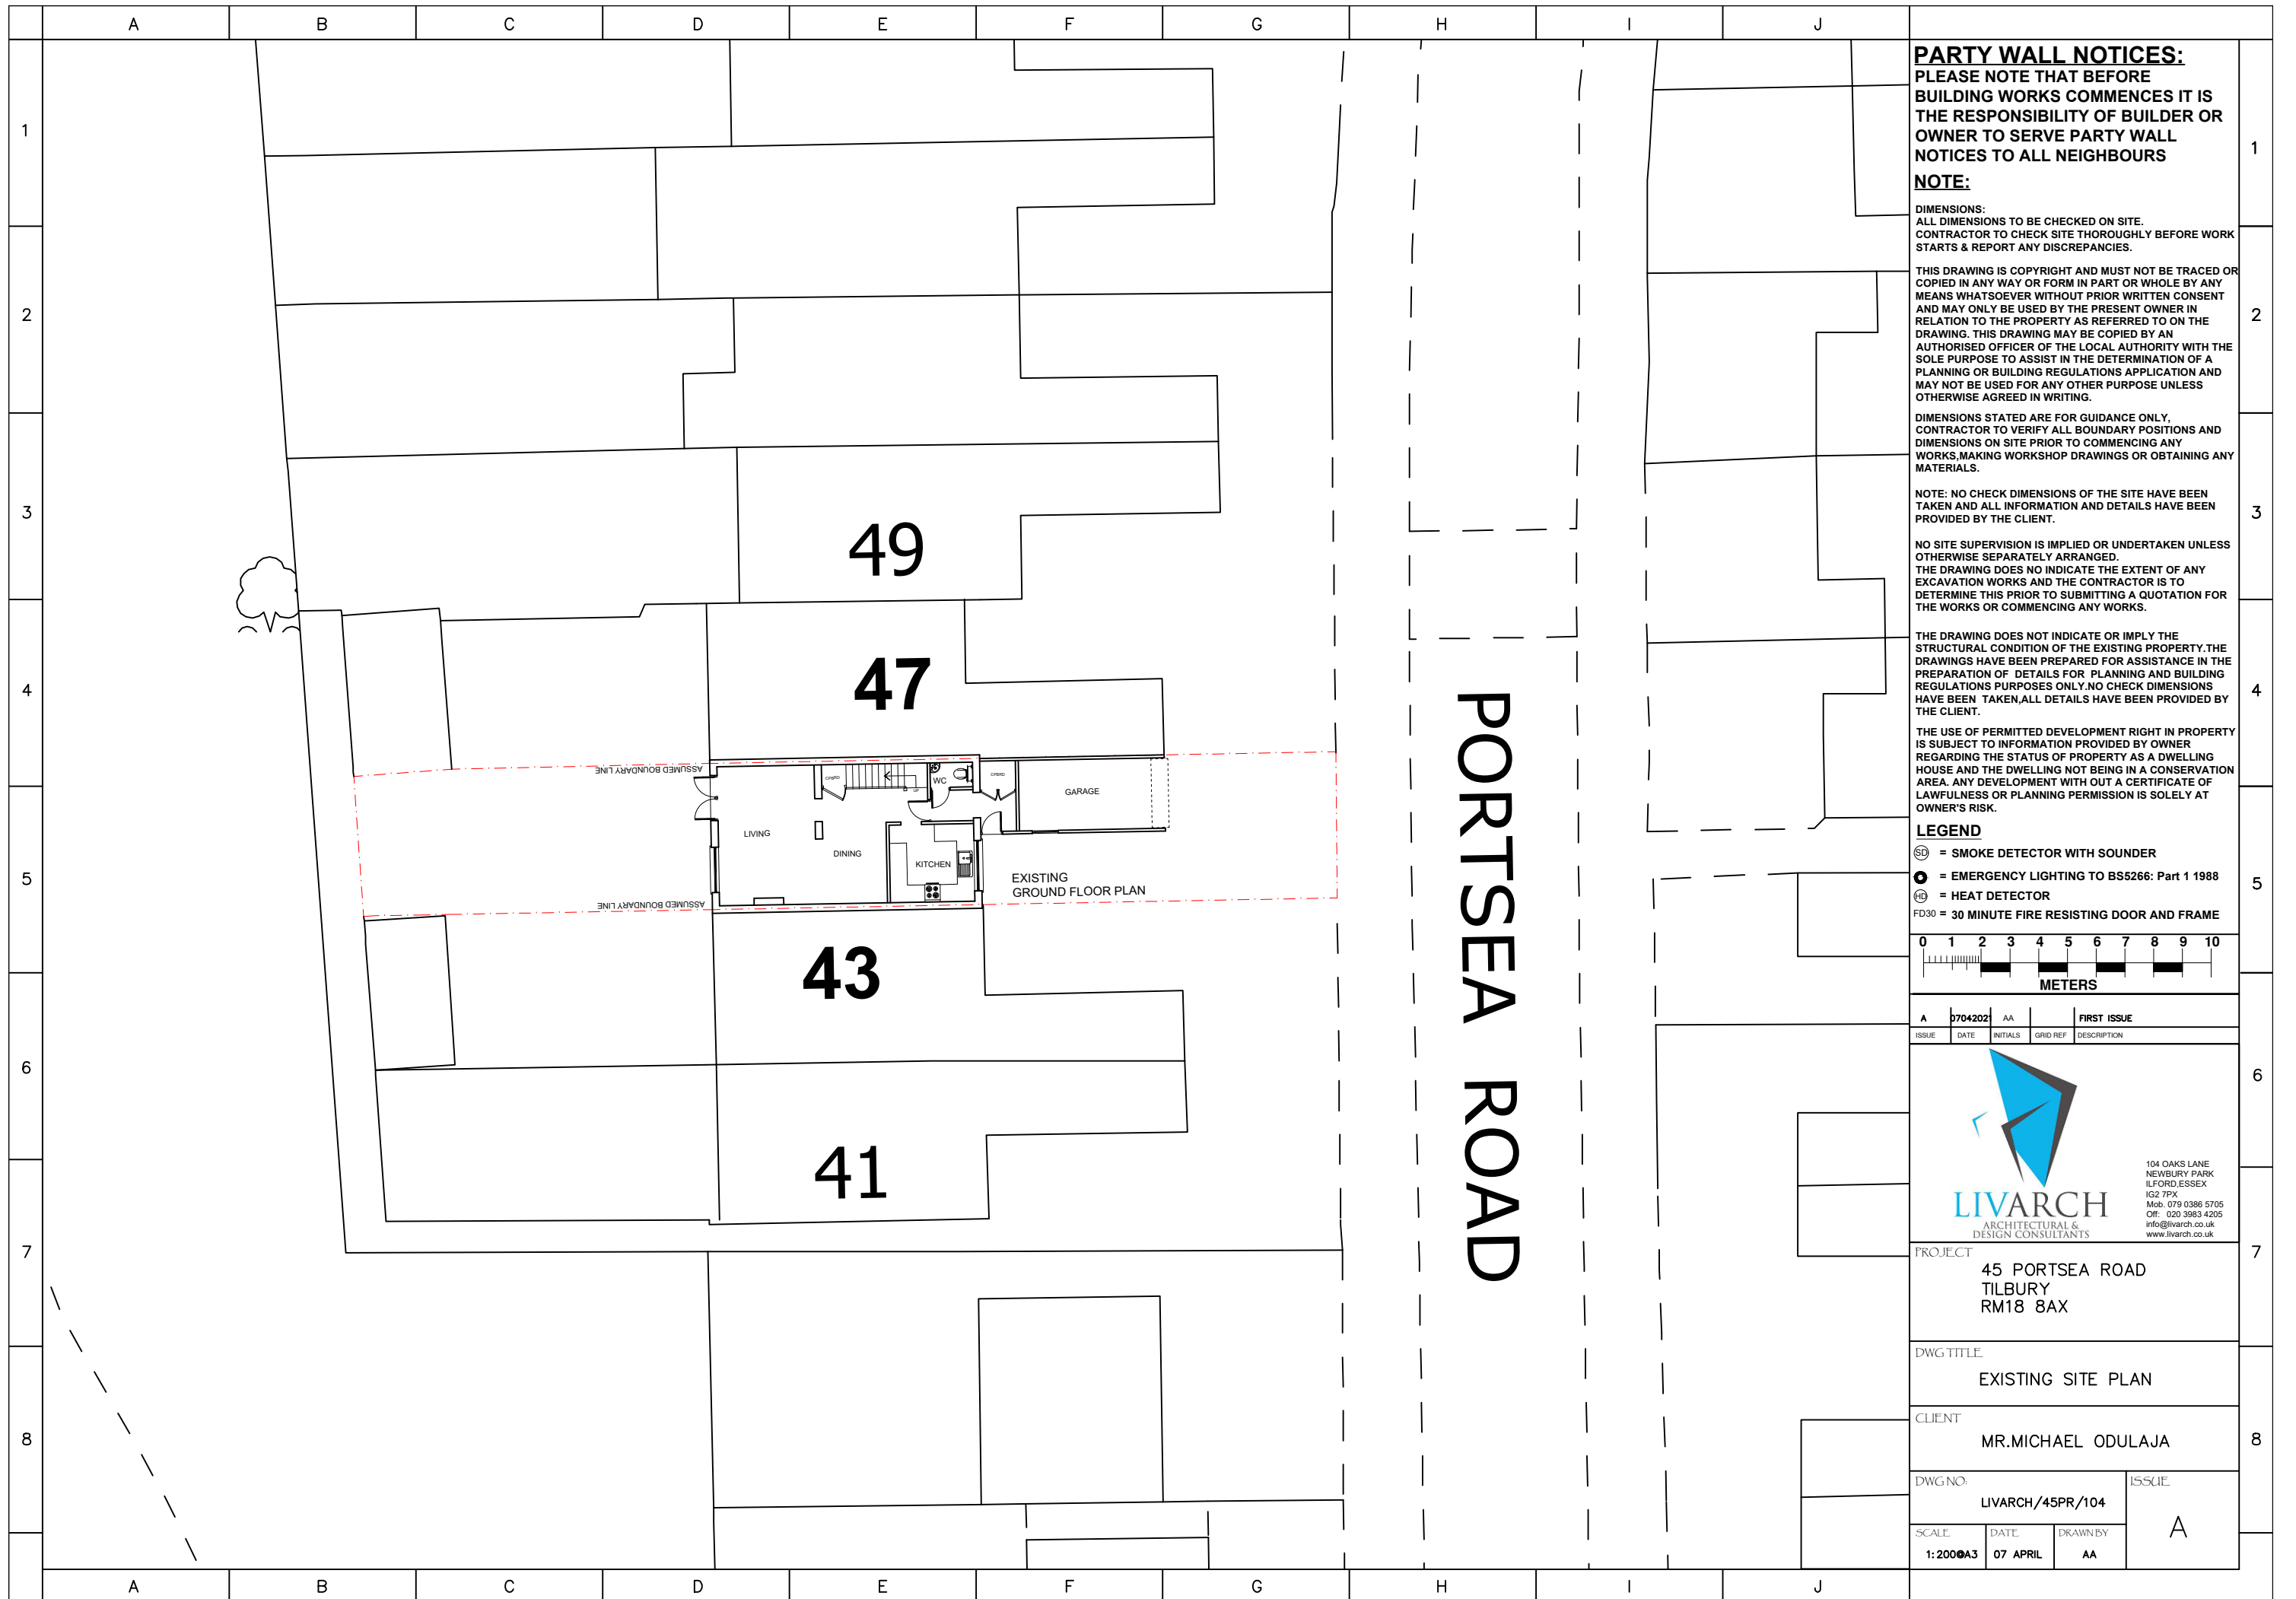 A B C D E F G H I J
1
2
3
4
5
6
7
8
49
47
43
41
PORTSEA ROAD
ASSUMED BOUNDARY LINE
CPBRD
UP
WC
CPBRD
GARAGE
LIVING
DINING
KITCHEN
EXISTING
GROUND FLOOR PLAN
ASSUMED BOUNDARY LINE
A B C D E F G H I J
PARTY WALL NOTICES:
PLEASE NOTE THAT BEFORE
BUILDING WORKS COMMENCES IT IS
THE RESPONSIBILITY OF BUILDER OR
OWNER TO SERVE PARTY WALL
NOTICES TO ALL NEIGHBOURS
NOTE:
DIMENSIONS:
ALL DIMENSIONS TO BE CHECKED ON SITE.
CONTRACTOR TO CHECK SITE THOROUGHLY BEFORE WORK
STARTS & REPORT ANY DISCREPANCIES.
THIS DRAWING IS COPYRIGHT AND MUST NOT BE TRACED OR
COPIED IN ANY WAY OR FORM IN PART OR WHOLE BY ANY
MEANS WHATSOEVER WITHOUT PRIOR WRITTEN CONSENT
AND MAY ONLY BE USED BY THE PRESENT OWNER IN
RELATION TO THE PROPERTY AS REFERRED TO ON THE
DRAWING. THIS DRAWING MAY BE COPIED BY AN
AUTHORISED OFFICER OF THE LOCAL AUTHORITY WITH THE
SOLE PURPOSE TO ASSIST IN THE DETERMINATION OF A
PLANNING OR BUILDING REGULATIONS APPLICATION AND
MAY NOT BE USED FOR ANY OTHER PURPOSE UNLESS
OTHERWISE AGREED IN WRITING.
DIMENSIONS STATED ARE FOR GUIDANCE ONLY,
CONTRACTOR TO VERIFY ALL BOUNDARY POSITIONS AND
DIMENSIONS ON SITE PRIOR TO COMMENCING ANY
WORKS,MAKING WORKSHOP DRAWINGS OR OBTAINING ANY
MATERIALS.
NOTE: NO CHECK DIMENSIONS OF THE SITE HAVE BEEN
TAKEN AND ALL INFORMATION AND DETAILS HAVE BEEN
PROVIDED BY THE CLIENT.
NO SITE SUPERVISION IS IMPLIED OR UNDERTAKEN UNLESS
OTHERWISE SEPARATELY ARRANGED.
THE DRAWING DOES NO INDICATE THE EXTENT OF ANY
EXCAVATION WORKS AND THE CONTRACTOR IS TO
DETERMINE THIS PRIOR TO SUBMITTING A QUOTATION FOR
THE WORKS OR COMMENCING ANY WORKS.
THE DRAWING DOES NOT INDICATE OR IMPLY THE
STRUCTURAL CONDITION OF THE EXISTING PROPERTY.THE
DRAWINGS HAVE BEEN PREPARED FOR ASSISTANCE IN THE
PREPARATION OF DETAILS FOR PLANNING AND BUILDING
REGULATIONS PURPOSES ONLY.NO CHECK DIMENSIONS
HAVE BEEN TAKEN,ALL DETAILS HAVE BEEN PROVIDED BY
THE CLIENT.
THE USE OF PERMITTED DEVELOPMENT RIGHT IN PROPERTY
IS SUBJECT TO INFORMATION PROVIDED BY OWNER
REGARDING THE STATUS OF PROPERTY AS A DWELLING
HOUSE AND THE DWELLING NOT BEING IN A CONSERVATION
AREA. ANY DEVELOPMENT WITH OUT A CERTIFICATE OF
LAWFULNESS OR PLANNING PERMISSION IS SOLELY AT
OWNER'S RISK.
LEGEND
SD = SMOKE DETECTOR WITH SOUNDER
= EMERGENCY LIGHTING TO BS5266: Part 1 1988
HD = HEAT DETECTOR
FD30 = 30 MINUTE FIRE RESISTING DOOR AND FRAME
0 1 2 3 4 5 6 7 8 9 10
METERS
A 07042021 AA FIRST ISSUE
ISSUE DATE INITIALS GRID REF DESCRIPTION
LIVARCH
ARCHITECTURAL &
DESIGN CONSULTANTS
104 OAKS LANE
NEWBURY PARK
ILFORD,ESSEX
IG2 7PX
Mob. 079 0386 5705
Off: 020 3983 4205
info@livarch.co.uk
www.livarch.co.uk
PROJECT
45 PORTSEA ROAD
TILBURY
RM18 8AX
DWG TITLE
EXISTING SITE PLAN
CLIENT
MR.MICHAEL ODULAJA
DWG NO: ISSUE
LIVARCH/45PR/104
A
SCALE DATE DRAWN BY
1:200@A3 07 APRIL AA
1
2
3
4
5
6
7
8